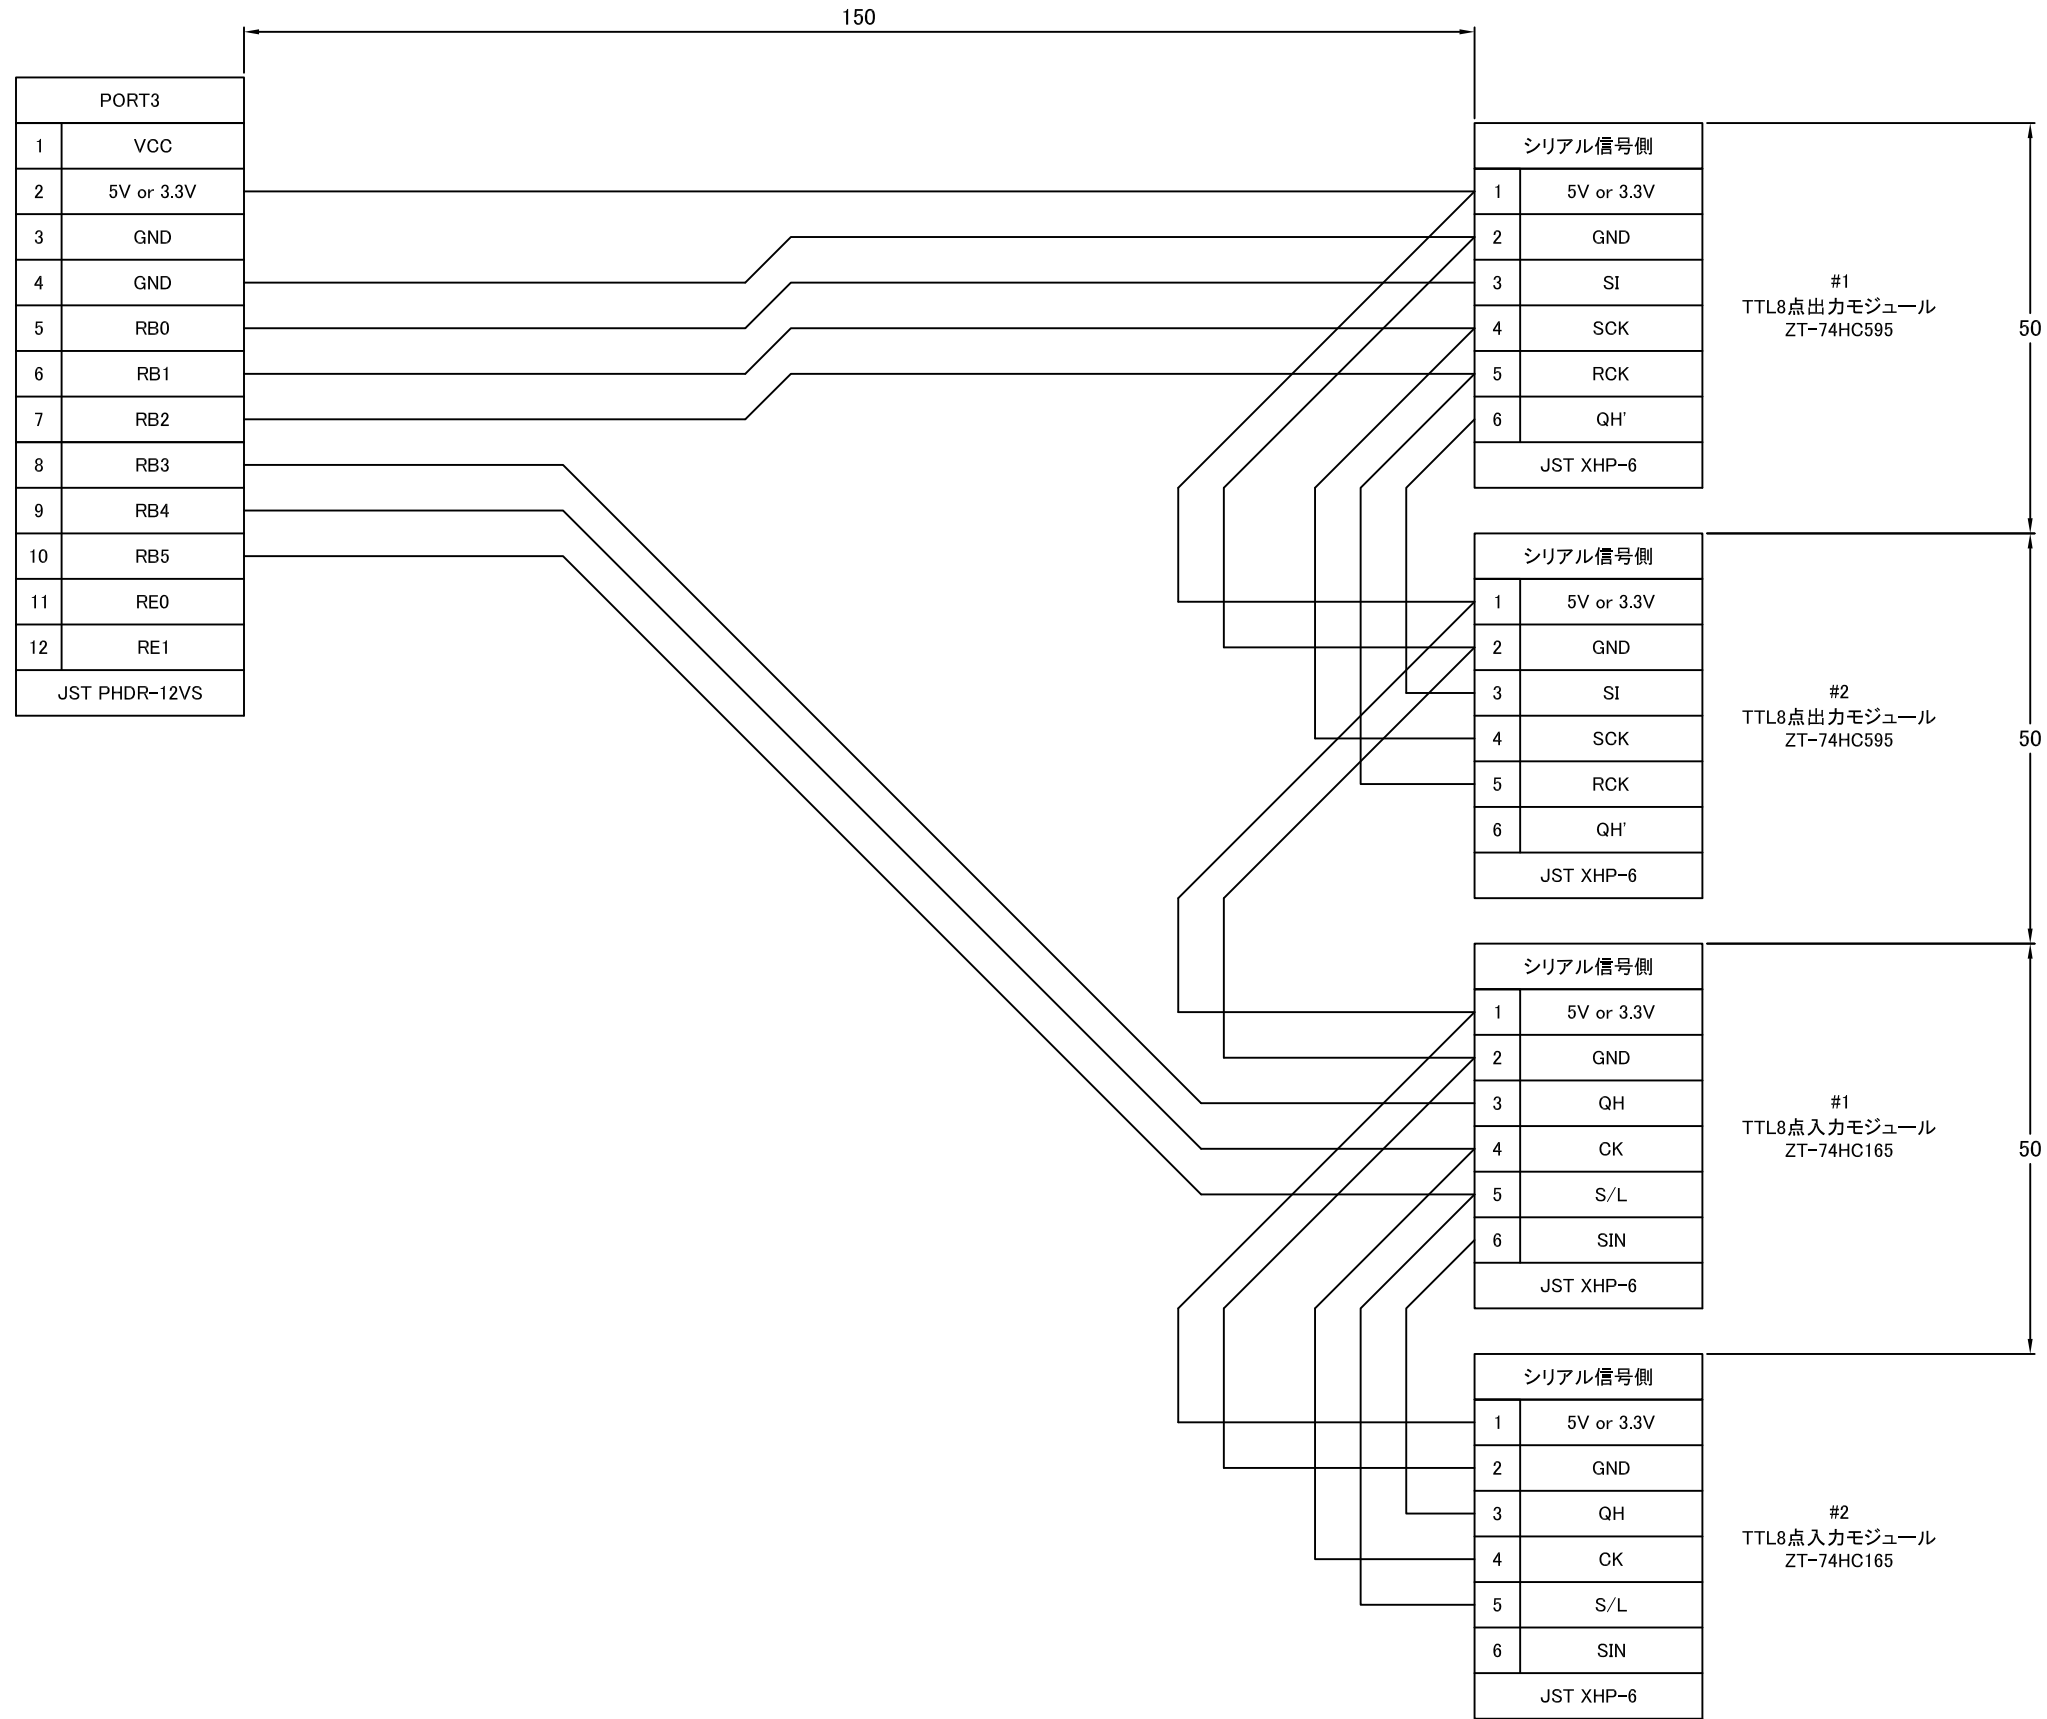 150
PORT3
1 VCC
2 5V or 3.3V
3 GND
4 GND
5 RB0
6 RB1
7 RB2
8 RB3
9 RB4
10 RB5
11 RE0
12 RE1
JST PHDR-12VS
シリアル信号側
1 5V or 3.3V
2 GND
3 SI
4 SCK
5 RCK
6 QH'
JST XHP-6
#1
TTL8点出力モジュール
ZT-74HC595
50
シリアル信号側
1 5V or 3.3V
2 GND
3 SI
4 SCK
5 RCK
6 QH'
JST XHP-6
#2
TTL8点出力モジュール
ZT-74HC595
50
シリアル信号側
1 5V or 3.3V
2 GND
3 QH
4 CK
5 S/L
6 SIN
JST XHP-6
#1
TTL8点入力モジュール
ZT-74HC165
50
シリアル信号側
1 5V or 3.3V
2 GND
3 QH
4 CK
5 S/L
6 SIN
JST XHP-6
#2
TTL8点入力モジュール
ZT-74HC165